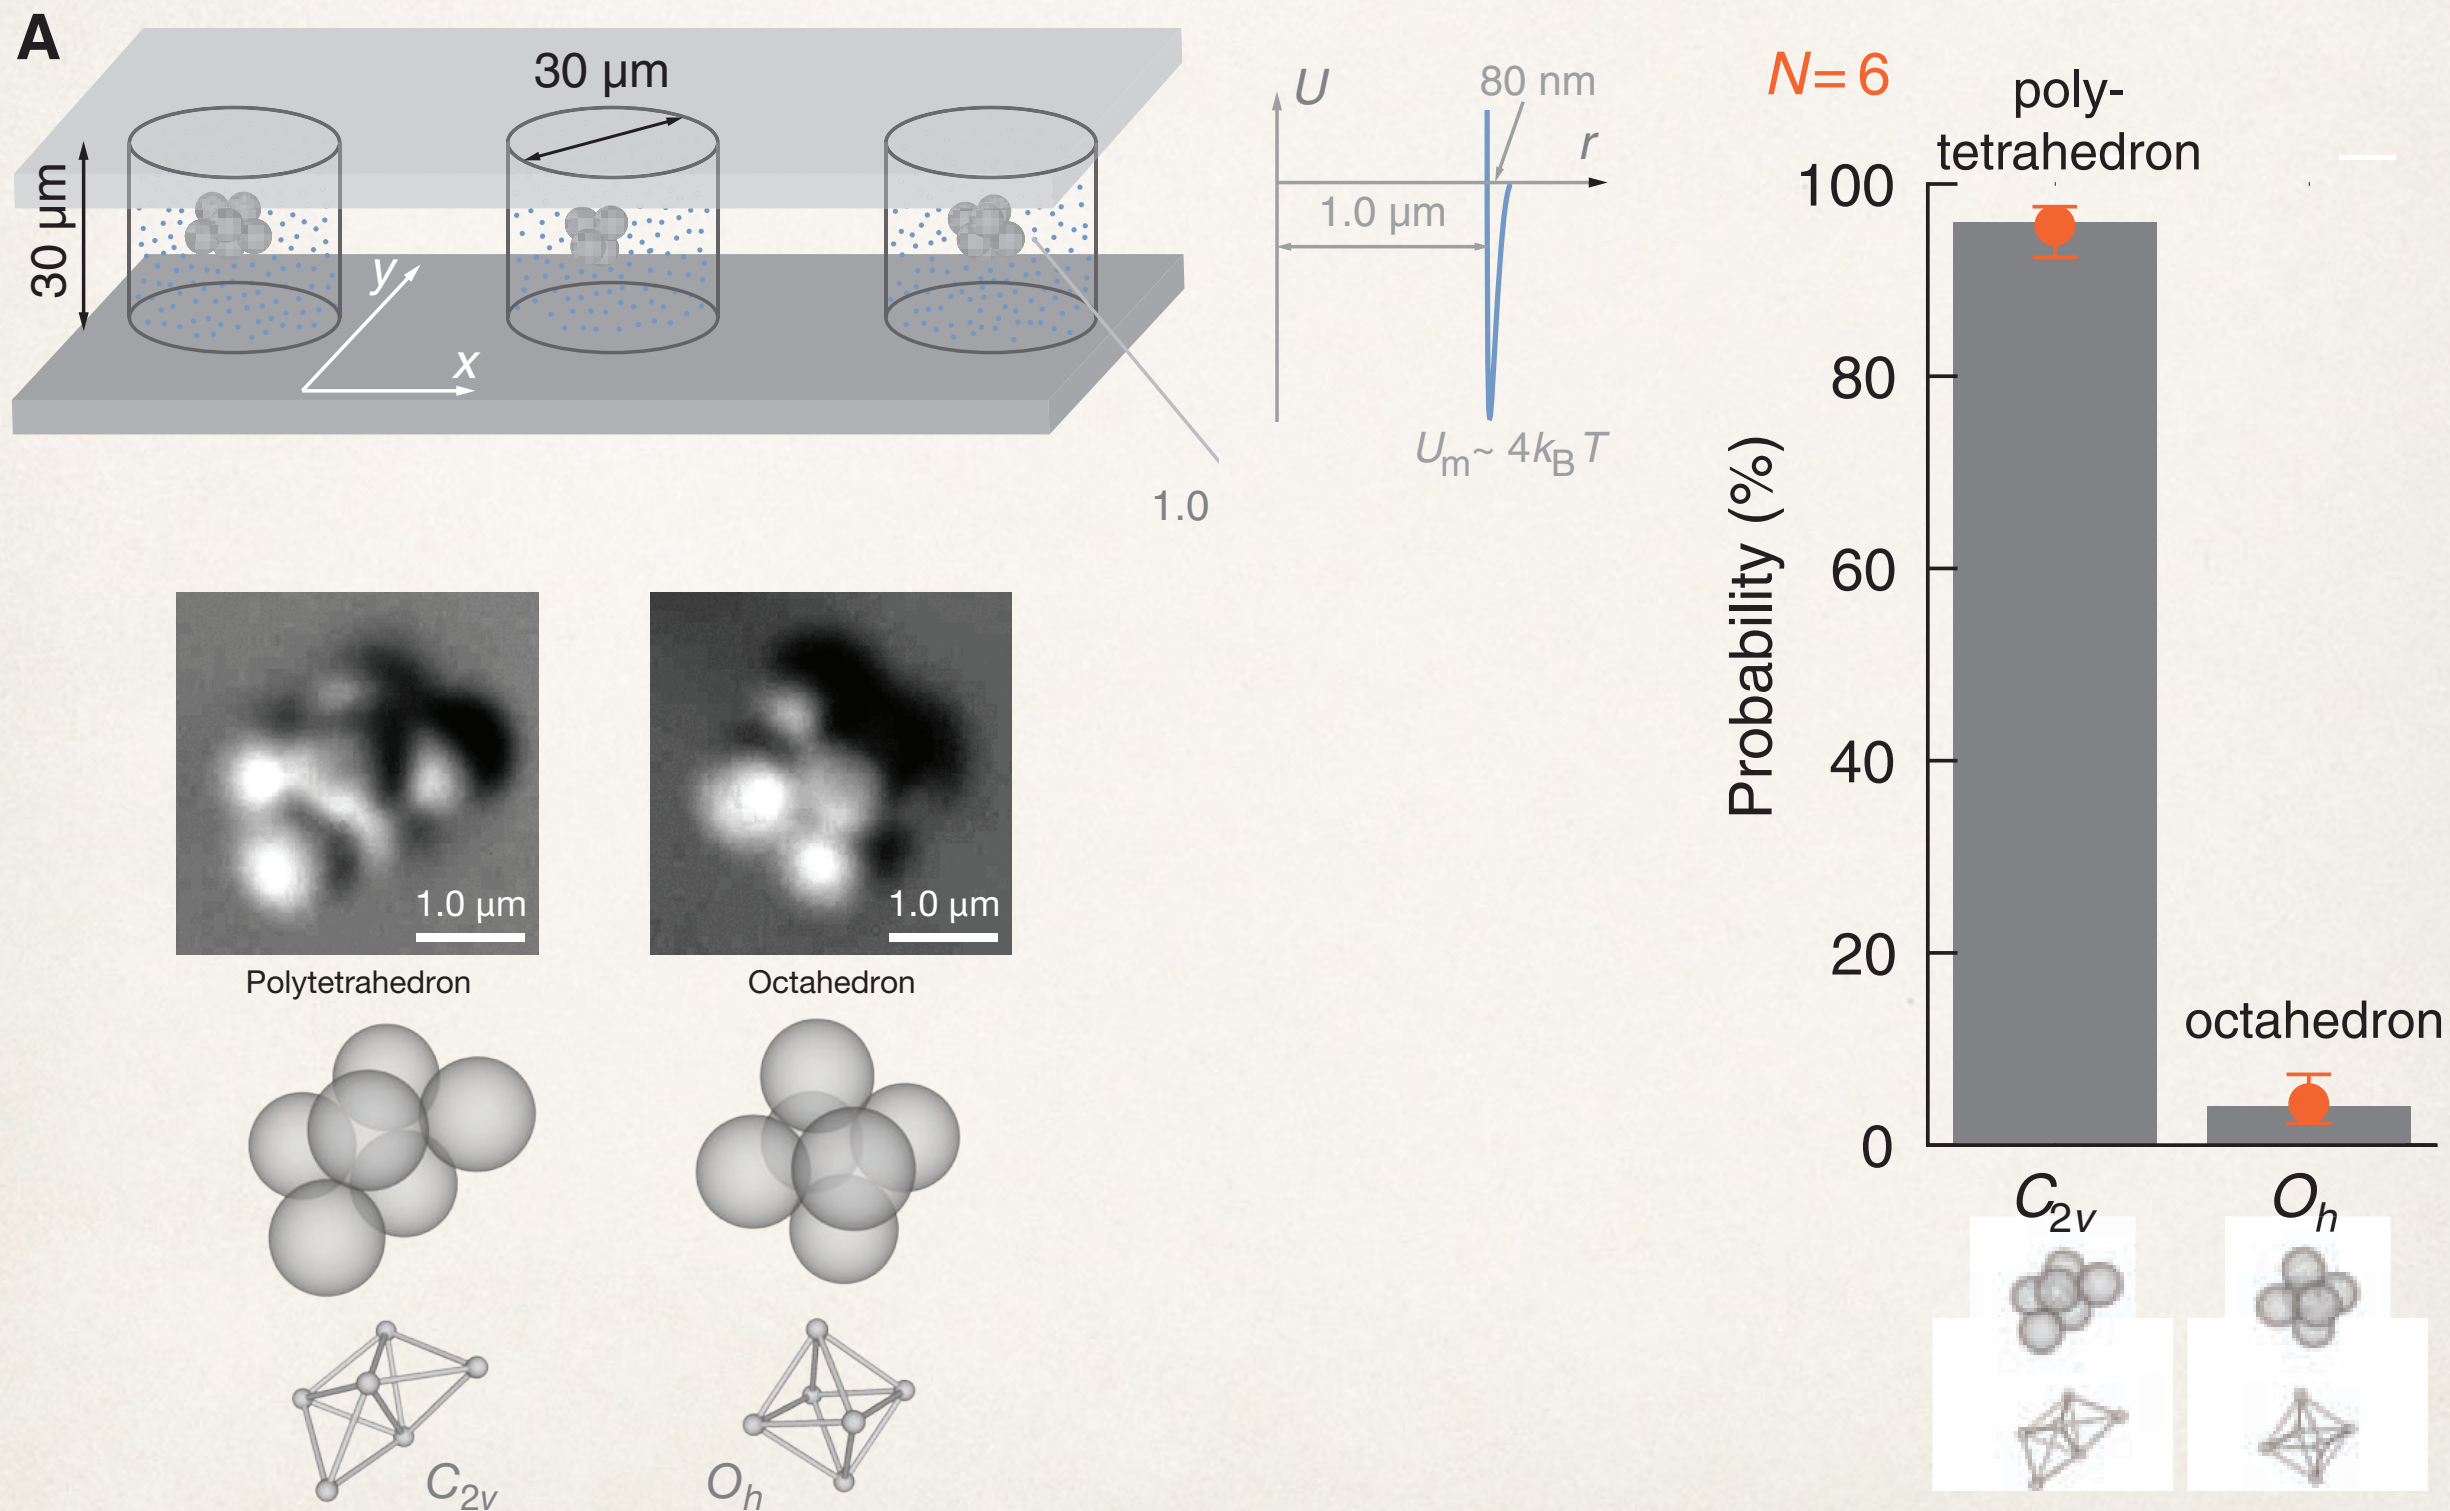 A
30 µm
30 µm
y
x
1.0
U
80 nm
r
1.0 µm
Um~ 4kBT
1.0 µm
1.0 µm
Polytetrahedron
Octahedron
C2v
Oh
N=6
poly-
tetrahedron
100
80
60
40
20
0
Probability (%)
octahedron
C2v
Oh